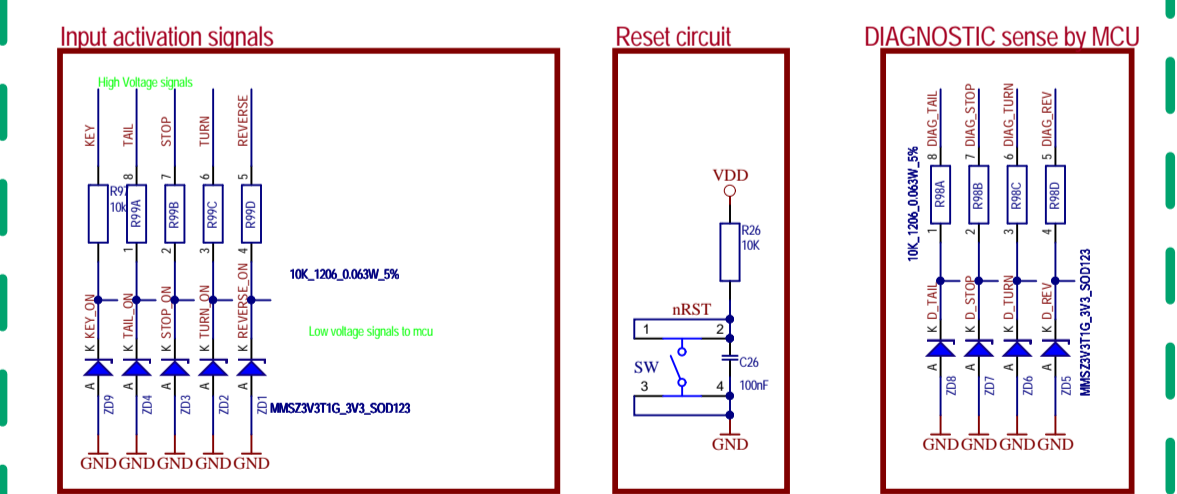 Input activation signals
High Voltage signals
KEY
TAIL
STOP
TURN
REVERSE
8
7
6
5
10k
R99A
R99B
R99C
R99D
1
2
3
4
10K_1206_0.063W_5%
KEY_ON
TAIL_ON
STOP_ON
TURN_ON
REVERSE_ON
Low voltage signals to mcu
K
K
K
K
K
A
A
A
A
A
ZD9
ZD4
ZD3
ZD2
ZD1
MMSZ3V3T1G_3V3_SOD123
GND
GND
GND
GND
GND
Reset circuit
VDD
R26
10K
nRST
1
2
SW
C26
100nF
3
4
GND
DIAGNOSTIC sense by MCU
DIAG_TAIL
DIAG_STOP
DIAG_TURN
DIAG_REV
8
7
6
5
10K_1206_0.063W_5%
R98A
R98B
R98C
R98D
1
2
3
4
D_TAIL
D_STOP
D_TURN
D_REV
K
K
K
K
A
A
A
A
ZD8
ZD7
ZD6
ZD5
MMSZ3V3T1G_3V3_SOD123
GND
GND
GND
GND